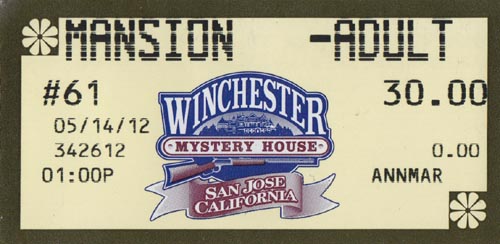 MANSION -ADULT
#61 30.00
WINCHESTER
05/14/12
MYSTERY HOUSE
342612 0.00
01:00P ANNMAR
SAN JOSE
CALIFORNIA